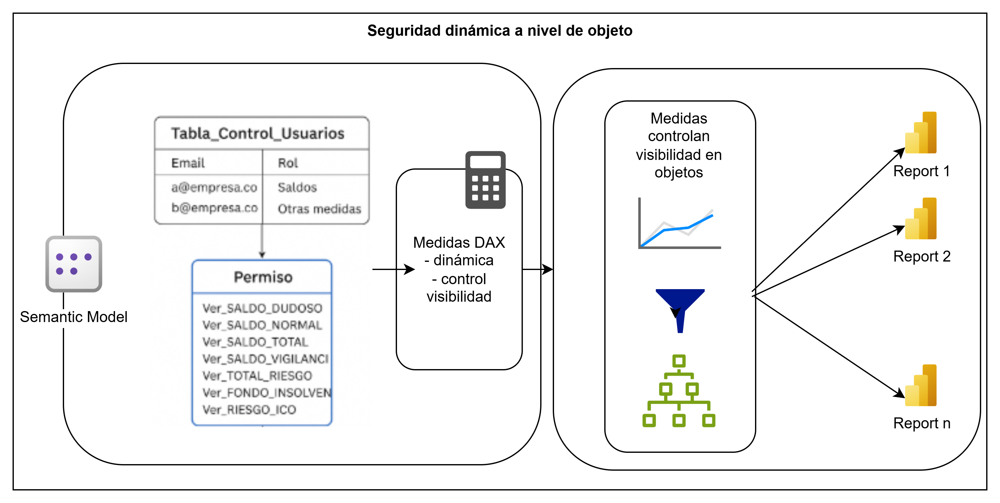 Seguridad dinámica a nivel de objeto
Tabla_Control_Usuarios
Email Rol
a@empresa.co Saldos
b@empresa.co Otras medidas
Permiso
Ver_SALDO_DUDOSO
Ver_SALDO_NORMAL
Ver_SALDO_TOTAL
Ver_SALDO_VIGILANCI
Ver_TOTAL_RIESGO
Ver_FONDO_INSOLVEN
Ver_RIESGO_ICO
Semantic Model
Medidas DAX
- dinámica
- control
visibilidad
Medidas
controlan
visibilidad en
objetos
Report 1
Report 2
Report n